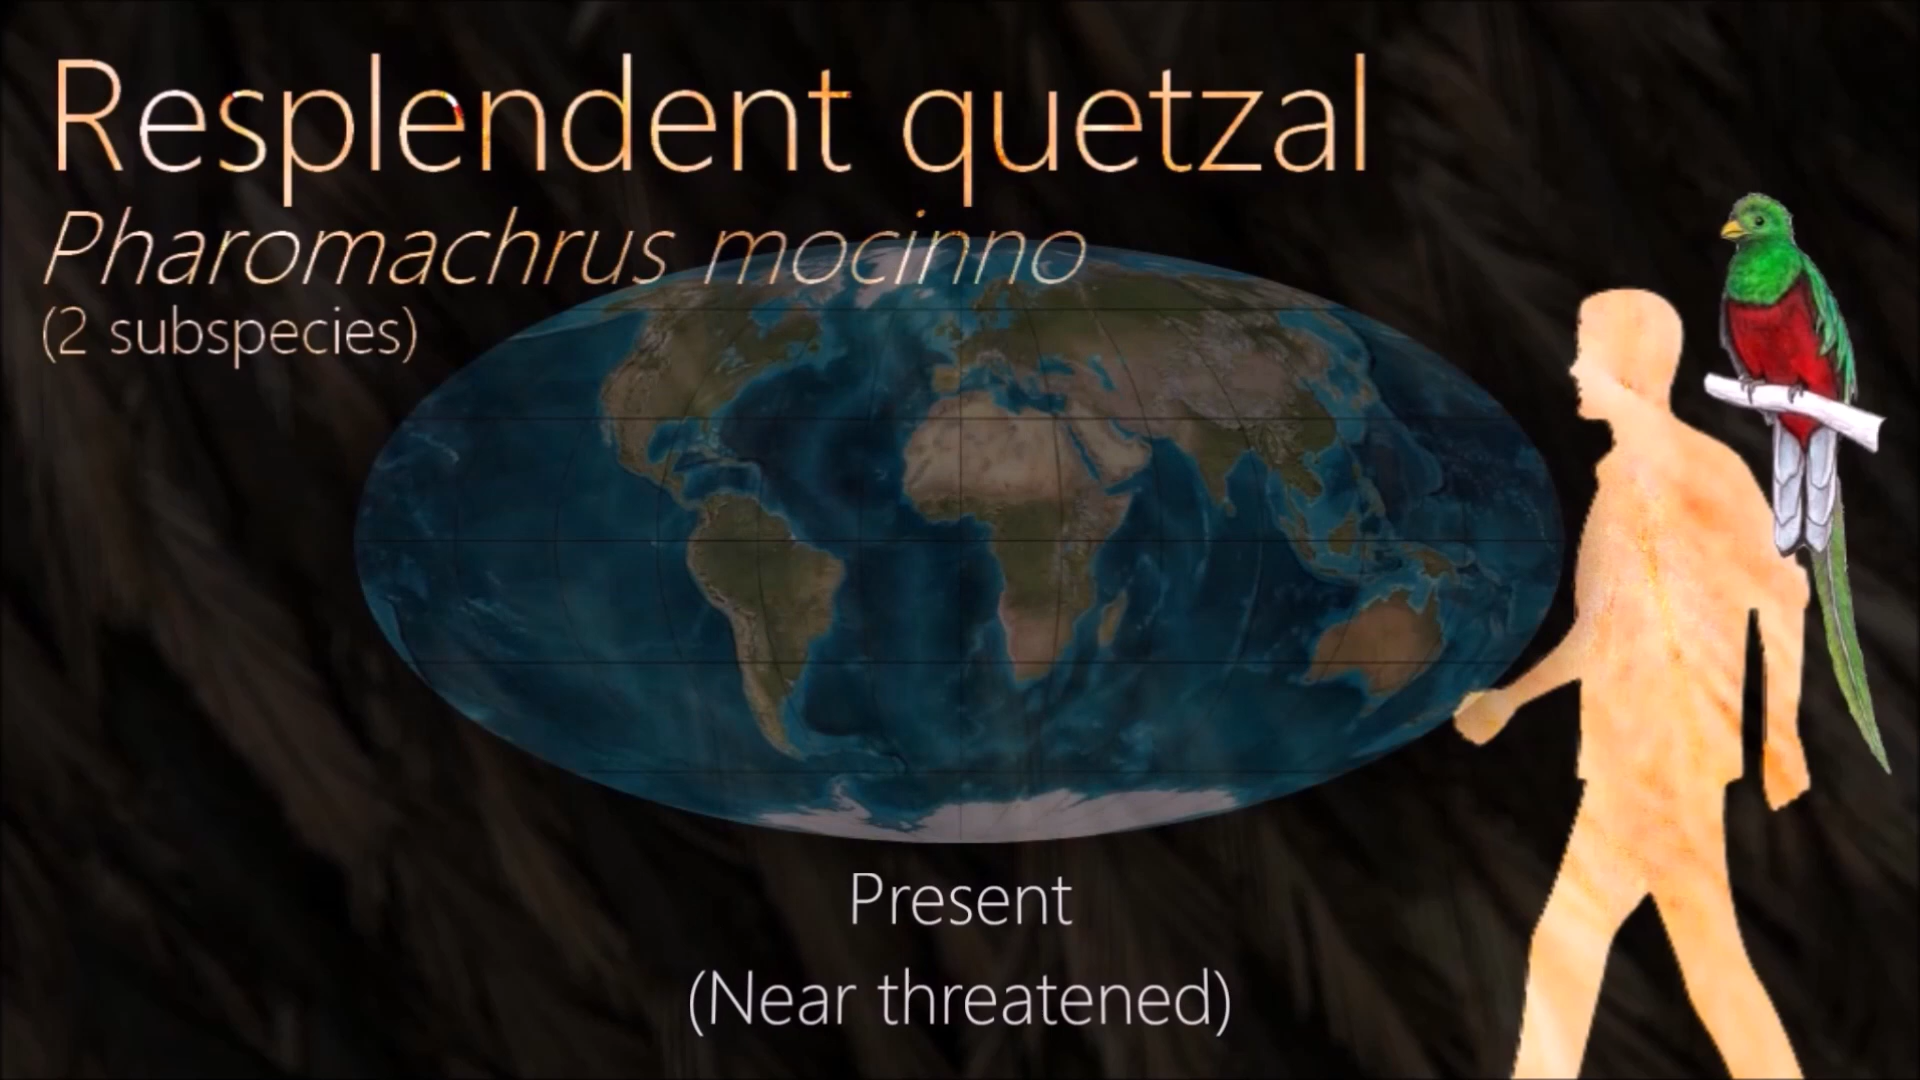 Resplendent quetzal
Pharomachrus mocinno
(2 subspecies)
Present
(Near threatened)